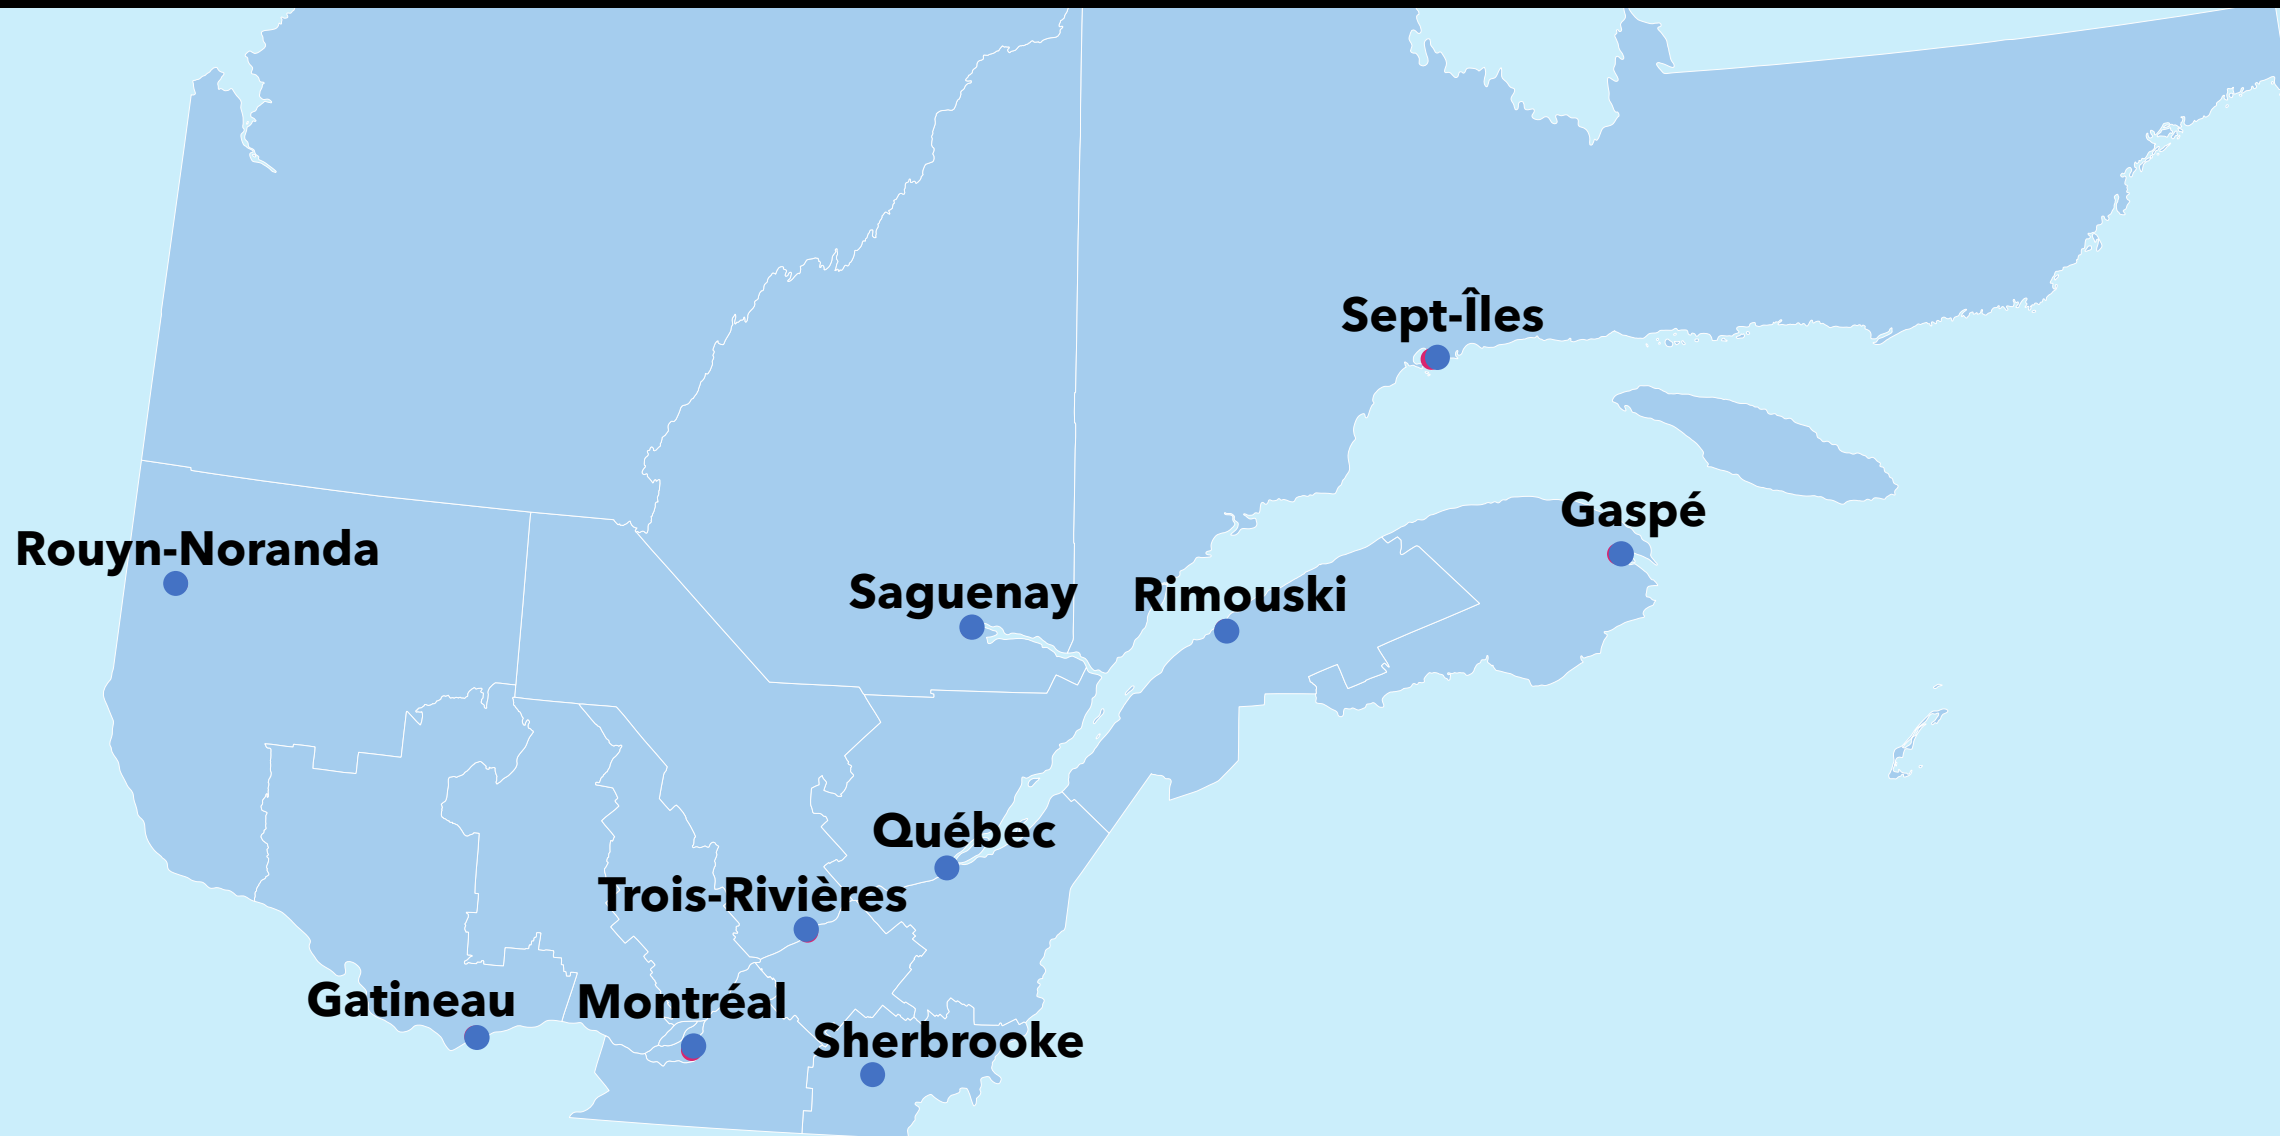 Sept-Îles
Gaspé
Rouyn-Noranda
Saguenay
Rimouski
Québec
Trois-Rivières
Gatineau
Montréal
Sherbrooke